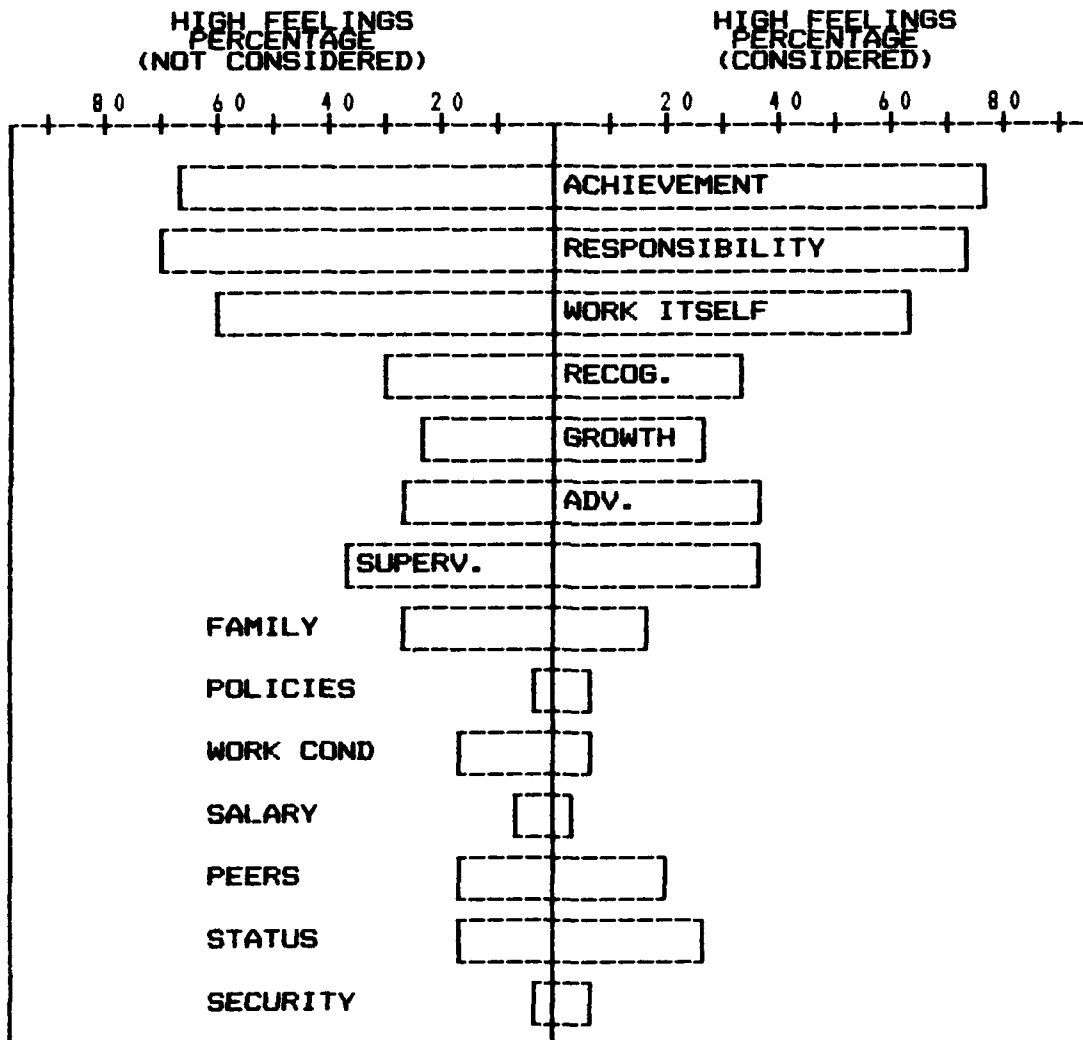 HIGH FEELINGS
PERCENTAGE
(NOT CONSIDERED)
HIGH FEELINGS
PERCENTAGE
(CONSIDERED)
80 60 40 20 20 40 60 80
ACHIEVEMENT
RESPONSIBILITY
WORK ITSELF
RECOG.
GROWTH
ADV.
SUPERV.
FAMILY
POLICIES
WORK COND
SALARY
PEERS
STATUS
SECURITY